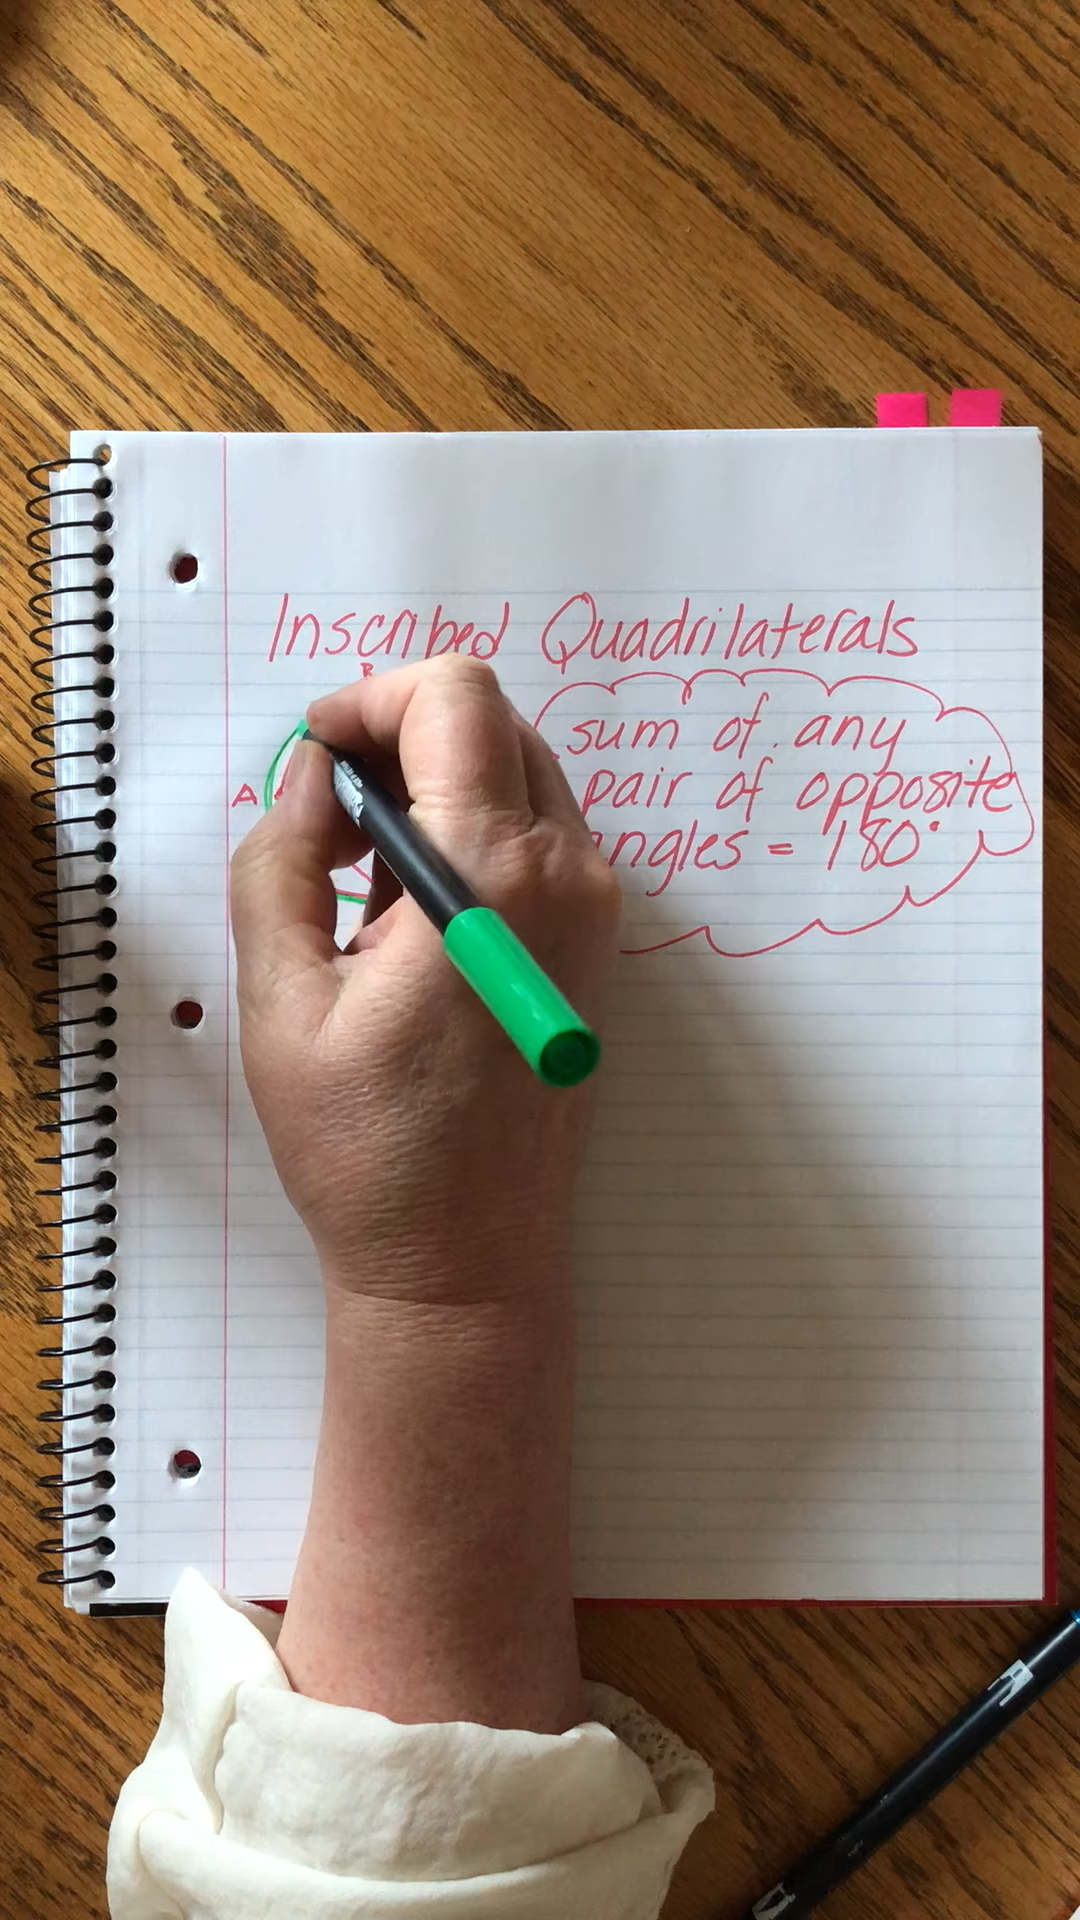 Inscribed Quadrilaterals
B
sum of any
A
pair of opposite
angles = 180°